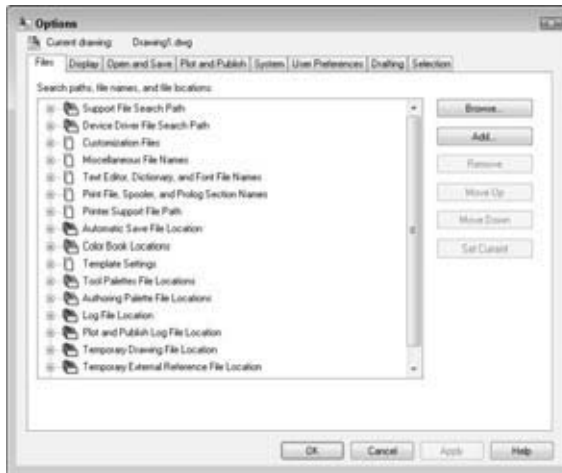 Options
Current drawing: Drawing1.dwg
Files Display Open and Save Plot and Publish System User Preferences Drafting Selection
Search paths, file names, and file locations:
Support File Search Path
Device Driver File Search Path
Customization Files
Miscellaneous File Names
Text Editor, Dictionary, and Font File Names
Print File, Spooler, and Prolog Section Names
Printer Support File Path
Automatic Save File Location
Color Book Locations
Template Settings
Tool Palettes File Locations
Authoring Palette File Locations
Log File Location
Plot and Publish Log File Location
Temporary Drawing File Location
Temporary External Reference File Location
Browse...
Add...
Remove
Move Up
Move Down
Set Current
OK Cancel Apply Help